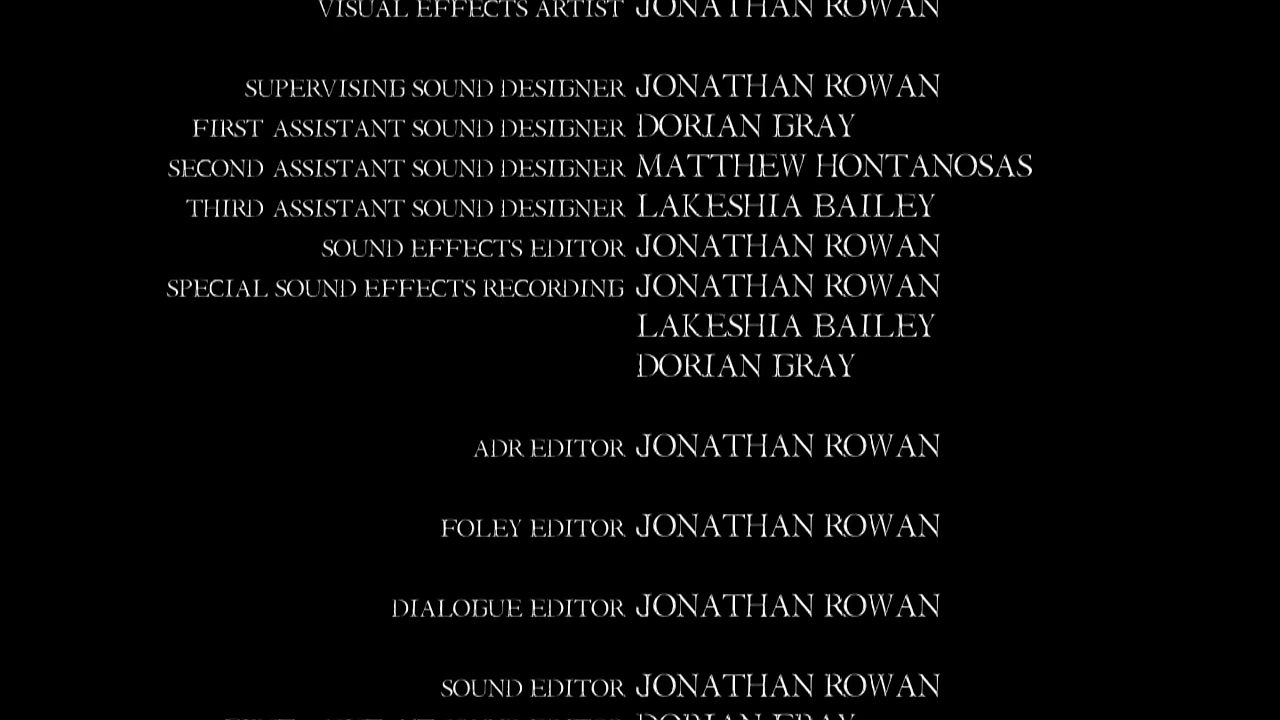 VISUAL EFFECTS ARTIST JONATHAN ROWAN
SUPERVISING SOUND DESIGNER JONATHAN ROWAN
FIRST ASSISTANT SOUND DESIGNER DORIAN GRAY
SECOND ASSISTANT SOUND DESIGNER MATTHEW HONTANOSAS
THIRD ASSISTANT SOUND DESIGNER LAKESHIA BAILEY
SOUND EFFECTS EDITOR JONATHAN ROWAN
SPECIAL SOUND EFFECTS RECORDING JONATHAN ROWAN
LAKESHIA BAILEY
DORIAN GRAY
ADR EDITOR JONATHAN ROWAN
FOLEY EDITOR JONATHAN ROWAN
DIALOGUE EDITOR JONATHAN ROWAN
SOUND EDITOR JONATHAN ROWAN
DORIAN GRAY